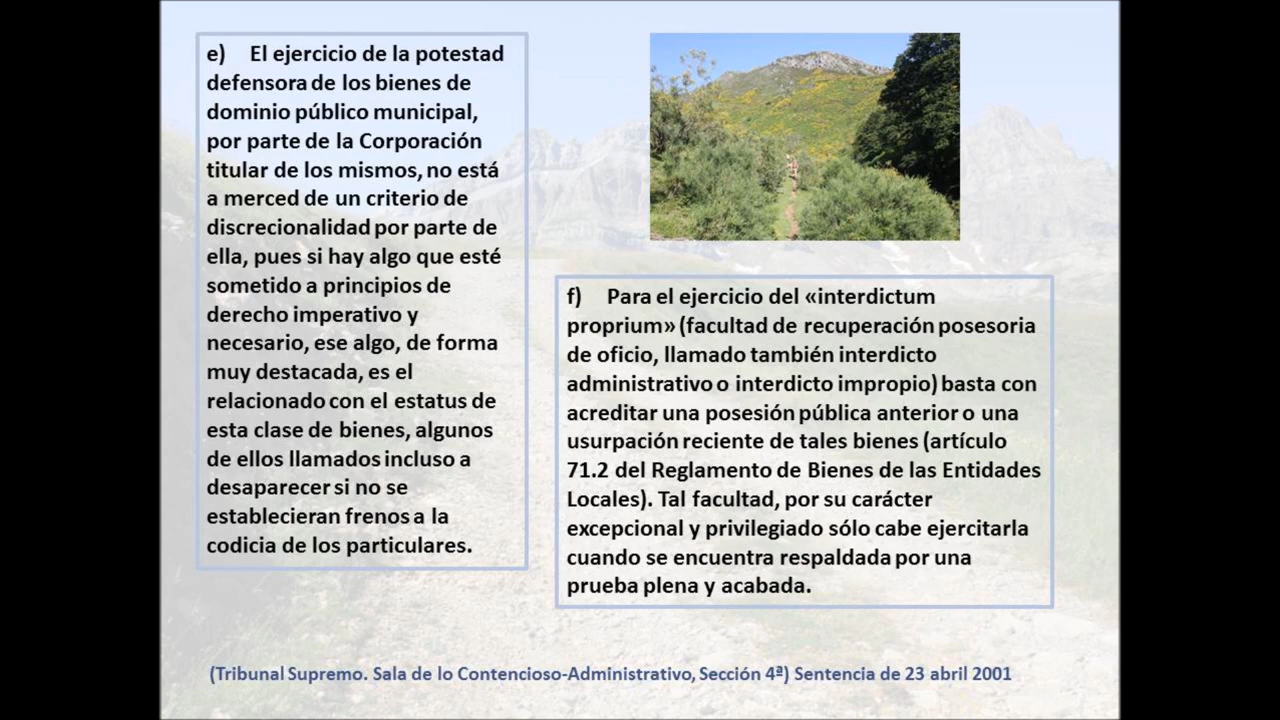 e) El ejercicio de la potestad
defensora de los bienes de
dominio público municipal,
por parte de la Corporación
titular de los mismos, no está
a merced de un criterio de
discrecionalidad por parte de
ella, pues si hay algo que esté
sometido a principios de
derecho imperativo y
necesario, ese algo, de forma
muy destacada, es el
relacionado con el estatus de
esta clase de bienes, algunos
de ellos llamados incluso a
desaparecer si no se
establecieran frenos a la
codicia de los particulares.
f) Para el ejercicio del «interdictum
proprium» (facultad de recuperación posesoria
de oficio, llamado también interdicto
administrativo o interdicto impropio) basta con
acreditar una posesión pública anterior o una
usurpación reciente de tales bienes (artículo
71.2 del Reglamento de Bienes de las Entidades
Locales). Tal facultad, por su carácter
excepcional y privilegiado sólo cabe ejercitarla
cuando se encuentra respaldada por una
prueba plena y acabada.
(Tribunal Supremo. Sala de lo Contencioso-Administrativo, Sección 4ª) Sentencia de 23 abril 2001